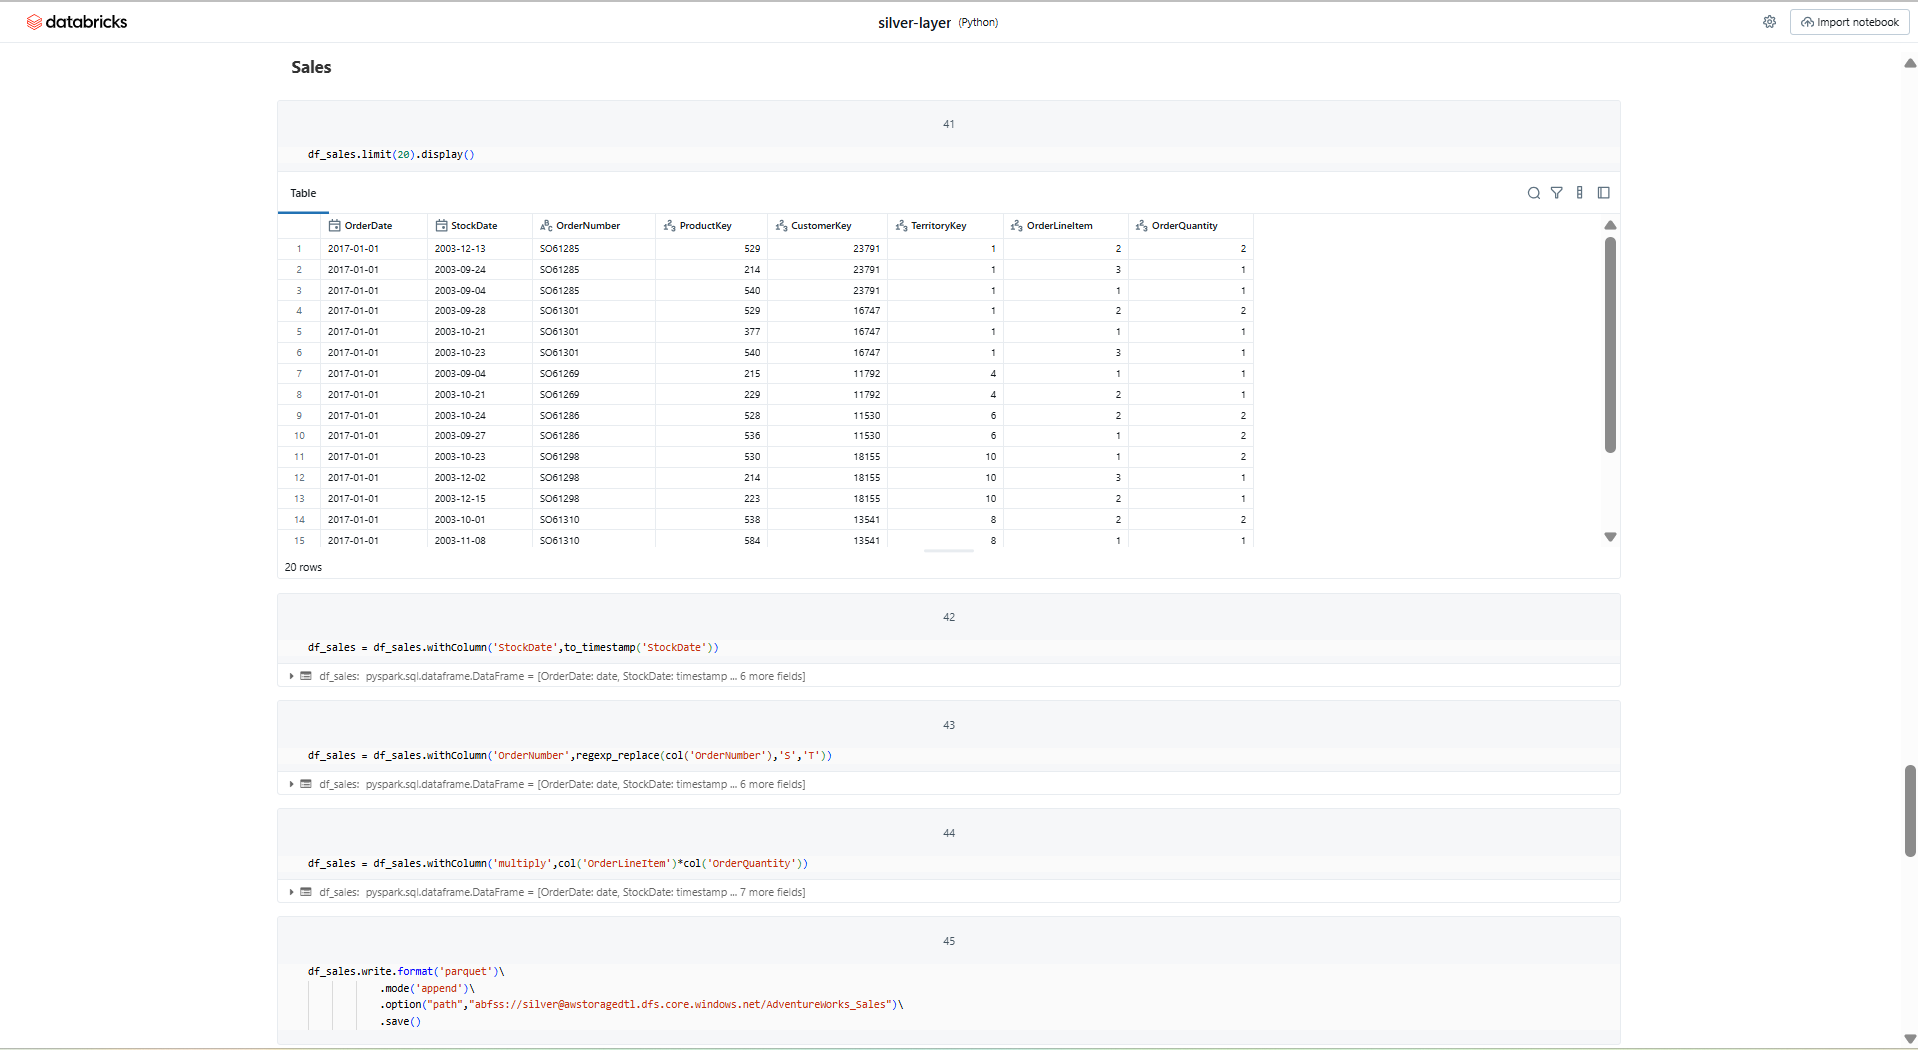 databricks
silver-layer (Python)
Import notebook
Sales
41
df_sales.limit(20).display()
Table
OrderDate StockDate OrderNumber ProductKey CustomerKey TerritoryKey OrderLineItem OrderQuantity
1 2017-01-01 2003-12-13 SO61285 529 23791 1 2 2
2 2017-01-01 2003-09-24 SO61285 214 23791 1 3 1
3 2017-01-01 2003-09-04 SO61285 540 23791 1 1 1
4 2017-01-01 2003-09-28 SO61301 529 16747 1 2 2
5 2017-01-01 2003-10-21 SO61301 377 16747 1 1 1
6 2017-01-01 2003-10-23 SO61301 540 16747 1 3 1
7 2017-01-01 2003-09-04 SO61269 215 11792 4 1 1
8 2017-01-01 2003-10-21 SO61269 229 11792 4 2 1
9 2017-01-01 2003-10-24 SO61286 528 11530 6 2 2
10 2017-01-01 2003-09-27 SO61286 536 11530 6 1 2
11 2017-01-01 2003-10-23 SO61298 530 18155 10 1 2
12 2017-01-01 2003-12-02 SO61298 214 18155 10 3 1
13 2017-01-01 2003-12-15 SO61298 223 18155 10 2 1
14 2017-01-01 2003-10-01 SO61310 538 13541 8 2 2
15 2017-01-01 2003-11-08 SO61310 584 13541 8 1 1
20 rows
42
df_sales = df_sales.withColumn('StockDate',to_timestamp('StockDate'))
df_sales: pyspark.sql.dataframe.DataFrame = [OrderDate: date, StockDate: timestamp ... 6 more fields]
43
df_sales = df_sales.withColumn('OrderNumber',regexp_replace(col('OrderNumber'),'S','T'))
df_sales: pyspark.sql.dataframe.DataFrame = [OrderDate: date, StockDate: timestamp ... 6 more fields]
44
df_sales = df_sales.withColumn('multiply',col('OrderLineItem')*col('OrderQuantity'))
df_sales: pyspark.sql.dataframe.DataFrame = [OrderDate: date, StockDate: timestamp ... 7 more fields]
45
df_sales.write.format('parquet')\
.mode('append')\
.option("path","abfss://silver@awstoragedtl.dfs.core.windows.net/AdventureWorks_Sales")\
.save()